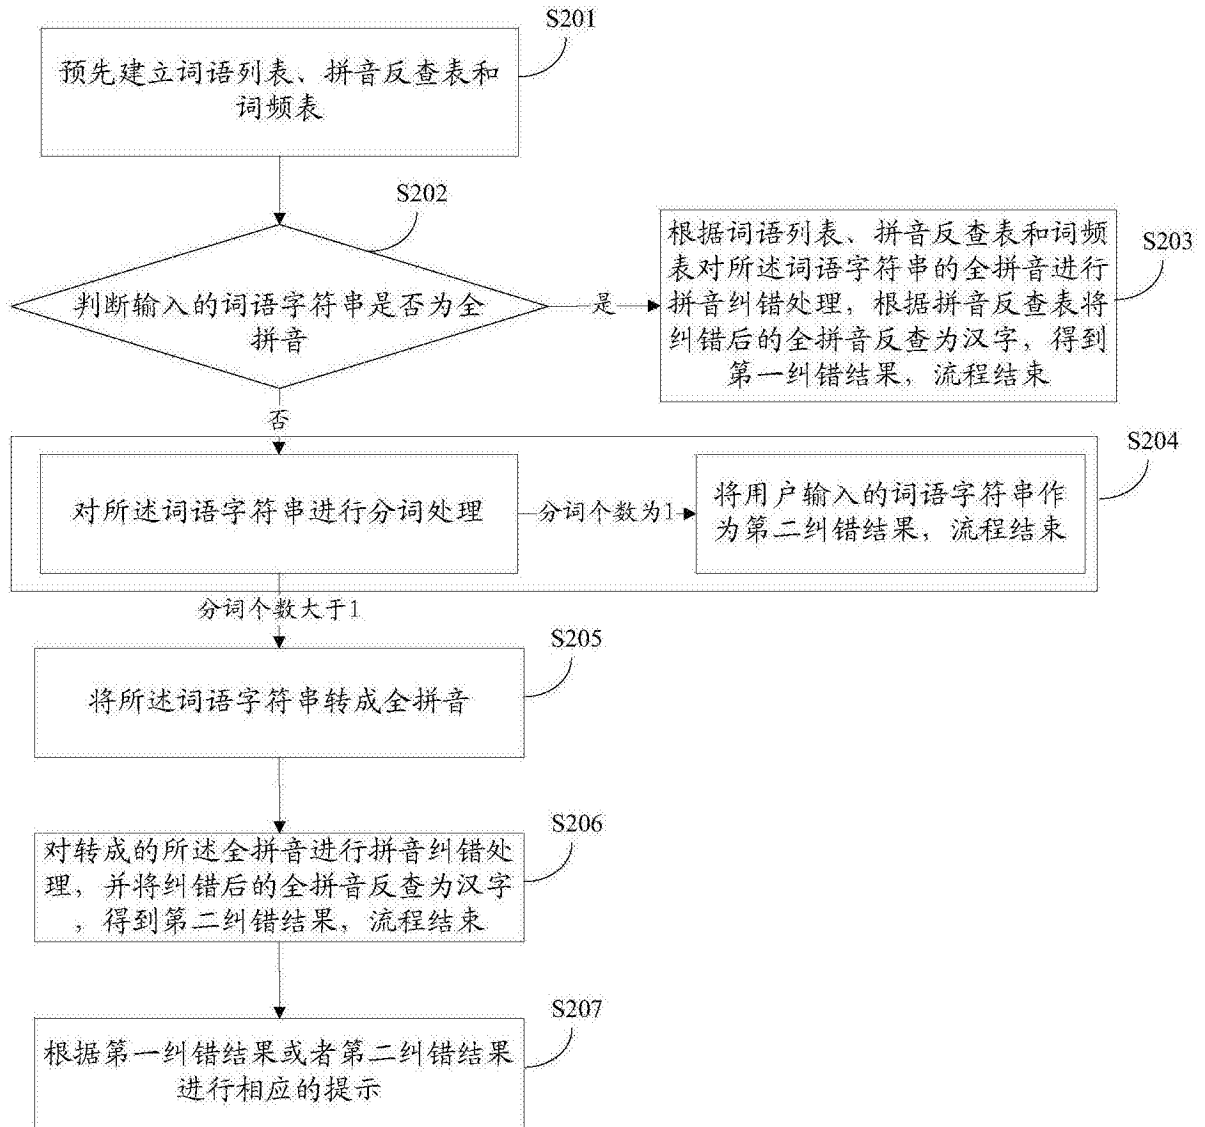 S201
预先建立词语列表、拼音反查表和
词频表
S202
判断输入的词语字符串是否为全
拼音
是
根据词语列表、拼音反查表和词频
表对所述词语字符串的全拼音进行
拼音纠错处理，根据拼音反查表将
纠错后的全拼音反查为汉字，得到
第一纠错结果，流程结束
S203
否
S204
对所述词语字符串进行分词处理
分词个数为1
将用户输入的词语字符串作
为第二纠错结果，流程结束
分词个数大于1
S205
将所述词语字符串转成全拼音
S206
对转成的所述全拼音进行拼音纠错处
理，并将纠错后的全拼音反查为汉字
，得到第二纠错结果，流程结束
S207
根据第一纠错结果或者第二纠错结果
进行相应的提示